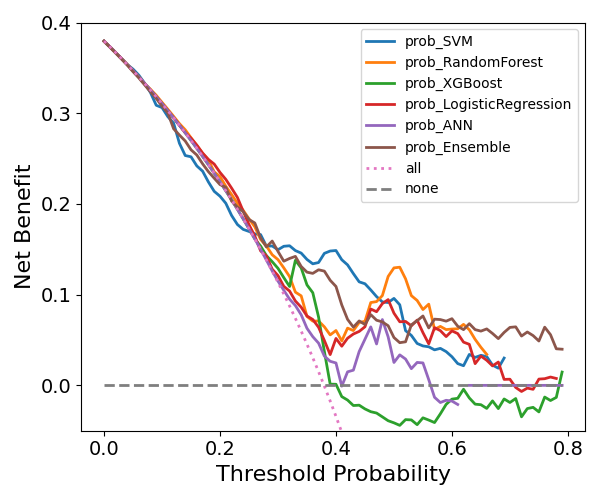 0.4
0.3
0.2
0.1
0.0
Net Benefit
prob_SVM
prob_RandomForest
prob_XGBoost
prob_LogisticRegression
prob_ANN
prob_Ensemble
all
none
0.0 0.2 0.4 0.6 0.8
Threshold Probability